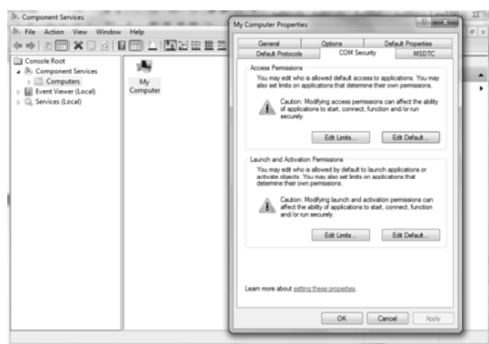 Component Services
File Action View Window Help
Console Root
Component Services
Computers
Event Viewer (Local)
Services (Local)
My
Computer
My Computer Properties
General Options Default Properties
Default Protocols COM Security MSDTC
Access Permissions
You may edit who is allowed default access to applications. You may
also set limits on applications that determine their own permissions.
Caution: Modifying access permissions can affect the ability
of applications to start, connect, function and/or run
securely.
Edit Limits... Edit Default...
Launch and Activation Permissions
You may edit who is allowed by default to launch applications or
activate objects. You may also set limits on applications that
determine their own permissions.
Caution: Modifying launch and activation permissions can
affect the ability of applications to start, connect, function
and/or run securely.
Edit Limits... Edit Default...
Learn more about setting these properties.
OK Cancel Apply